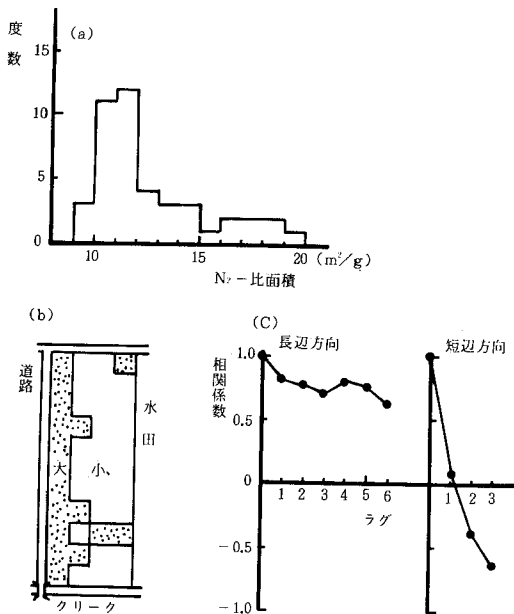 (a)
度数
15
10
5
0
10
15
20 (m²/g)
N₂-比面積
(b)
道路
水田
大
小
クリーク
(C)
長辺方向
短辺方向
相関係数
1.0
0.5
0
-0.5
-1.0
1 2 3 4 5 6
1 2 3
ラグ